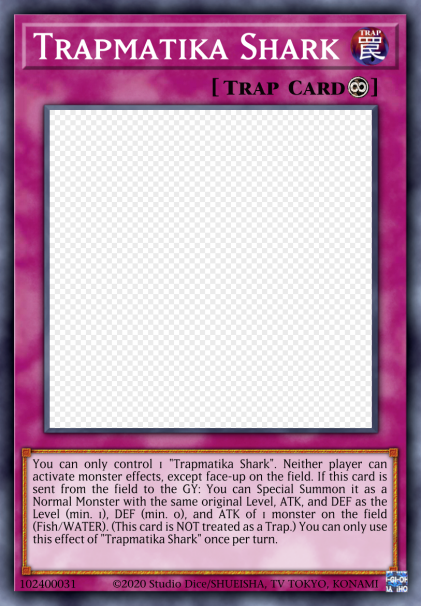 Trapmatika Shark
TRAP
罠
[Trap Card]
You can only control 1 "Trapmatika Shark". Neither player can
activate monster effects, except face-up on the field. If this card is
sent from the field to the GY: You can Special Summon it as a
Normal Monster with the same original Level, ATK, and DEF as the
Level (min. 1), DEF (min. 0), and ATK of 1 monster on the field
(Fish/WATER). (This card is NOT treated as a Trap.) You can only use
this effect of "Trapmatika Shark" once per turn.
102400031
©2020 Studio Dice/SHUEISHA, TV TOKYO, KONAMI